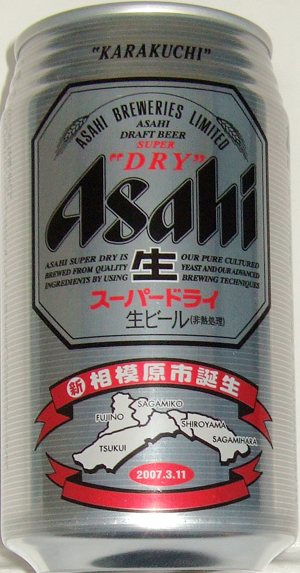 "KARAKUCHI"
ASAHI BREWERIES LIMITED
ASAHI
DRAFT BEER
SUPER
"DRY"
Asahi
ASAHI SUPER DRY IS
BREWED FROM QUALITY
INGREDIENTS BY USING
生
OUR PURE CULTURED
YEAST AND OUR ADVANCED
BREWING TECHNIQUES
スーパードライ
生ビール(非熱処理)
新 相模原市誕生
SAGAMIKO
FUJINO
SHIROYAMA
TSUKUI
SAGAMIHARA
2007.3.11